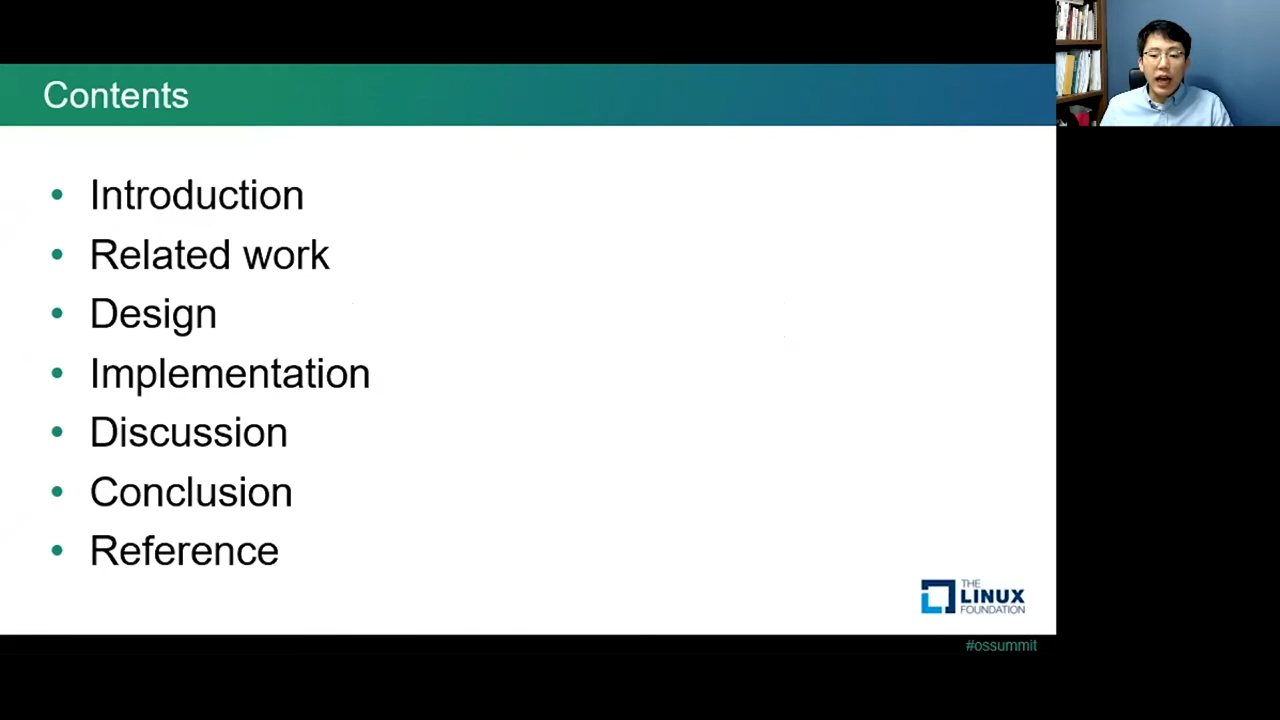 Contents
• Introduction
• Related work
• Design
• Implementation
• Discussion
• Conclusion
• Reference
THE
LINUX
FOUNDATION
#ossummit